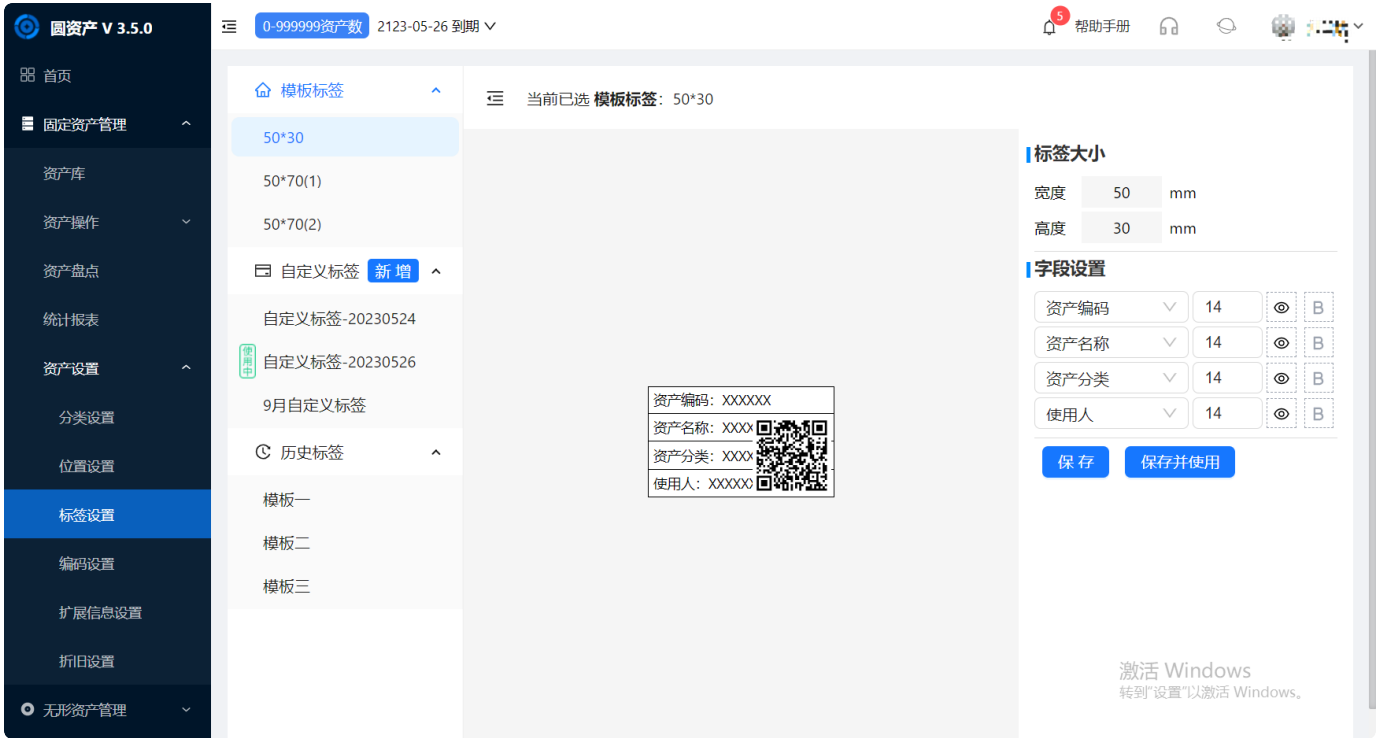 圆资产 V 3.5.0
0-999999资产数 2123-05-26 到期
5
帮助手册
首页
固定资产管理
资产库
资产操作
资产盘点
统计报表
资产设置
分类设置
位置设置
标签设置
编码设置
扩展信息设置
折旧设置
无形资产管理
模板标签
50*30
50*70(1)
50*70(2)
自定义标签 新 增
自定义标签-20230524
使用中
自定义标签-20230526
9月自定义标签
历史标签
模板一
模板二
模板三
当前已选 模板标签：50*30
资产编码：XXXXXX
资产名称：XXXX
资产分类：XXXX
使用人：XXXXXX
标签大小
宽度 50 mm
高度 30 mm
字段设置
资产编码 14 B
资产名称 14 B
资产分类 14 B
使用人 14 B
保 存 保存并使用
激活 Windows
转到"设置"以激活 Windows。